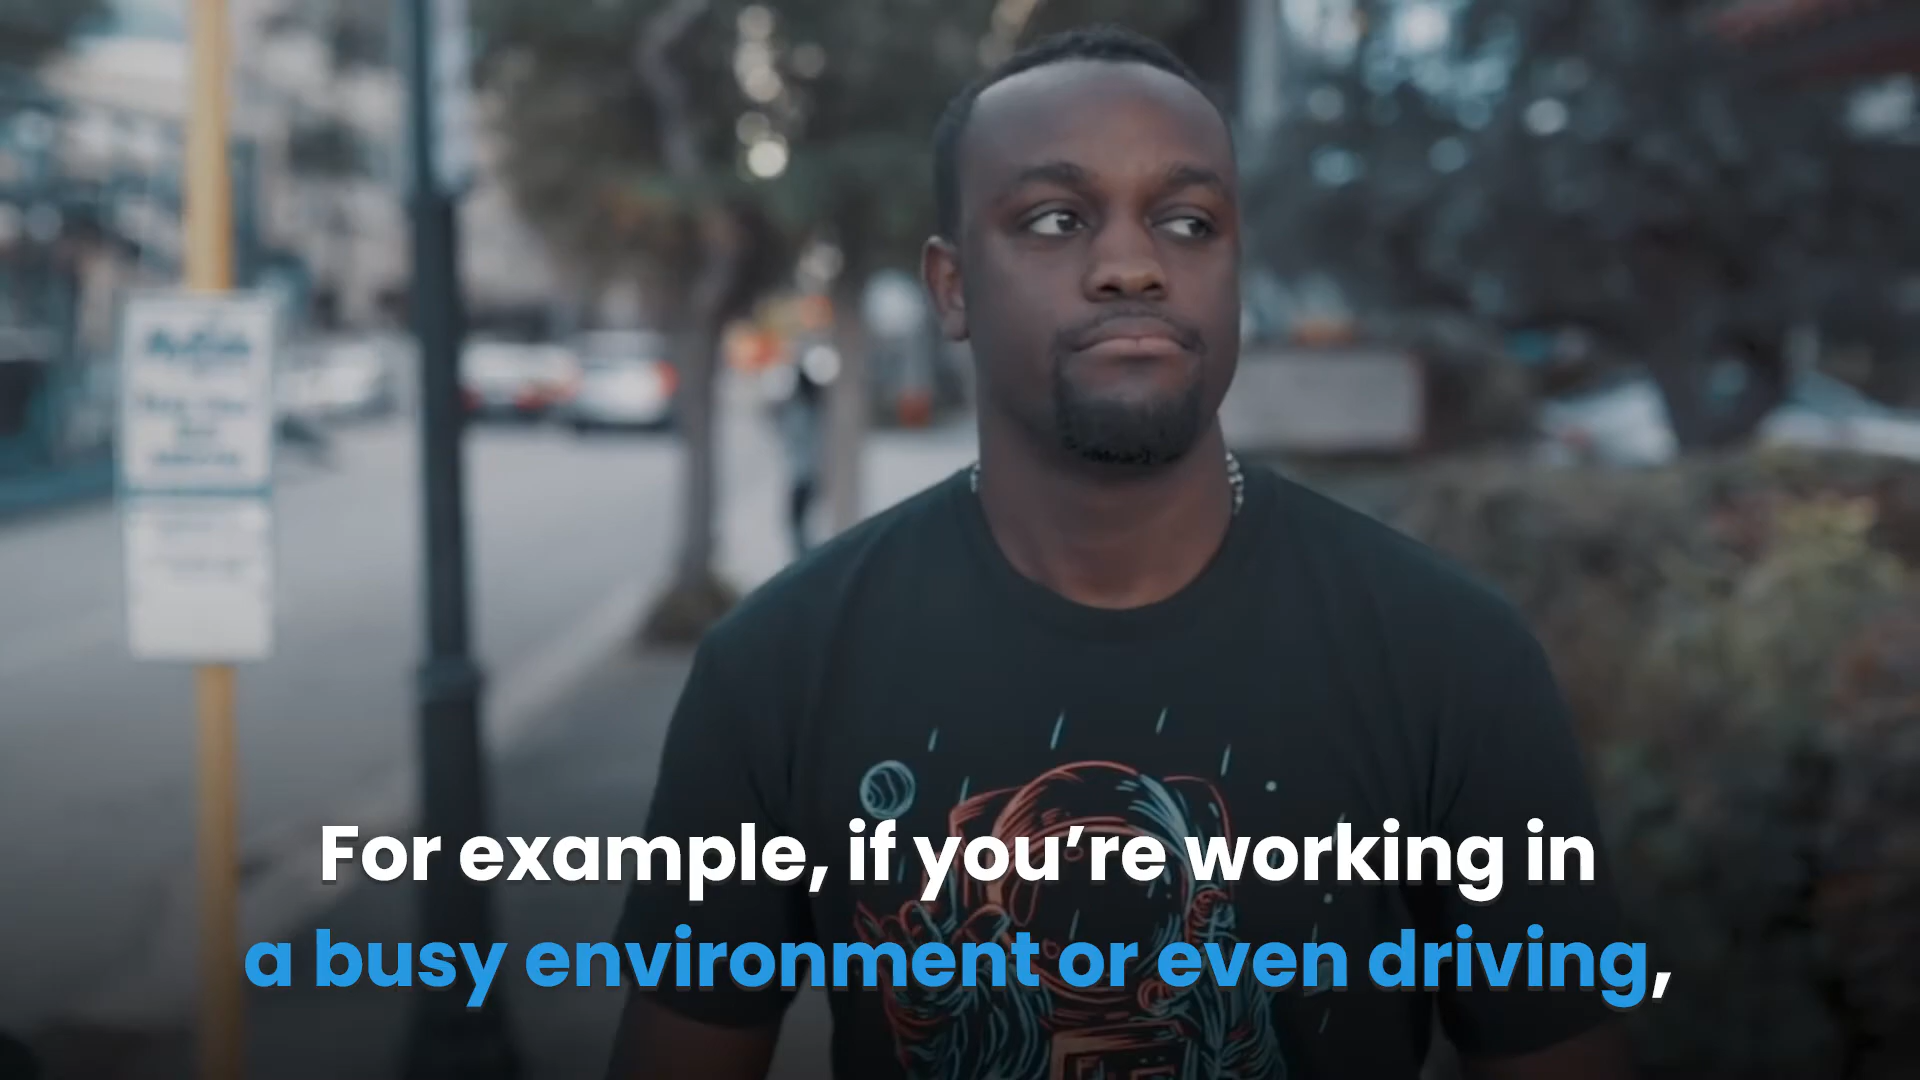 For example, if you’re working in
a busy environment or even driving,